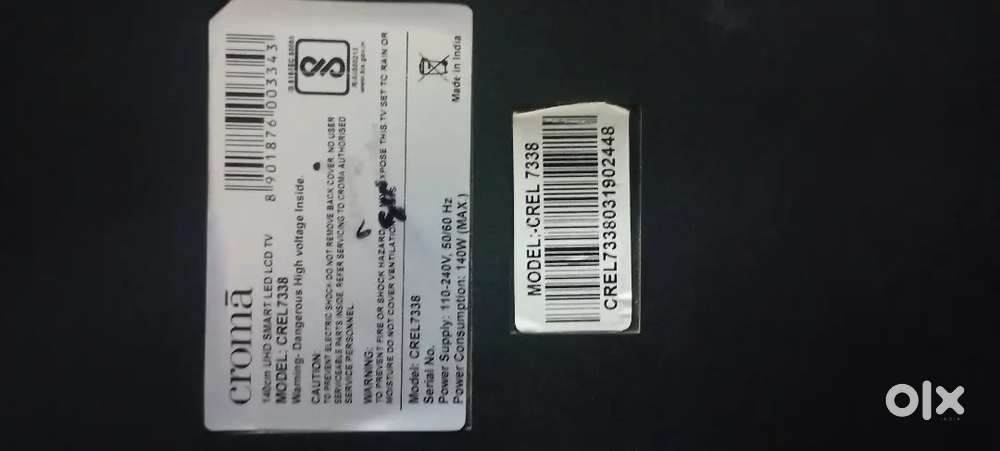 cromā
8 901876 003343
140cm UHD SMART LED LCD TV
MODEL: CREL7338
Warning- Dangerous High voltage Inside.
CAUTION:
TO PREVENT ELECTRIC SHOCK DO NOT REMOVE BACK COVER. NO USER
SERVICEABLE PARTS INSIDE. REFER SERVICING TO CROMA AUTHORISED
SERVICE PERSONNEL.
WARNING:
TO PREVENT FIRE OR SHOCK HAZARD, EXPOSE THIS TV SET TO RAIN OR
MOISTURE DO NOT COVER VENTILATION
Model: CREL7338
Serial No.
Power Supply: 110-240V, 50/60 Hz
Power Consumption: 140W (MAX.)
Made in India
MODEL:-CREL 7338
CREL7338031902448
olx